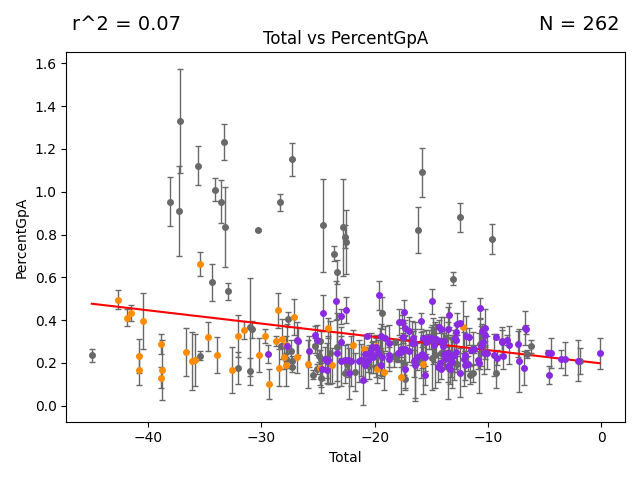 r^2 = 0.07
N = 262
Total vs PercentGpA
1.6
1.4
1.2
1.0
0.8
0.6
0.4
0.2
0.0
PercentGpA
−40
−30
−20
−10
0
Total